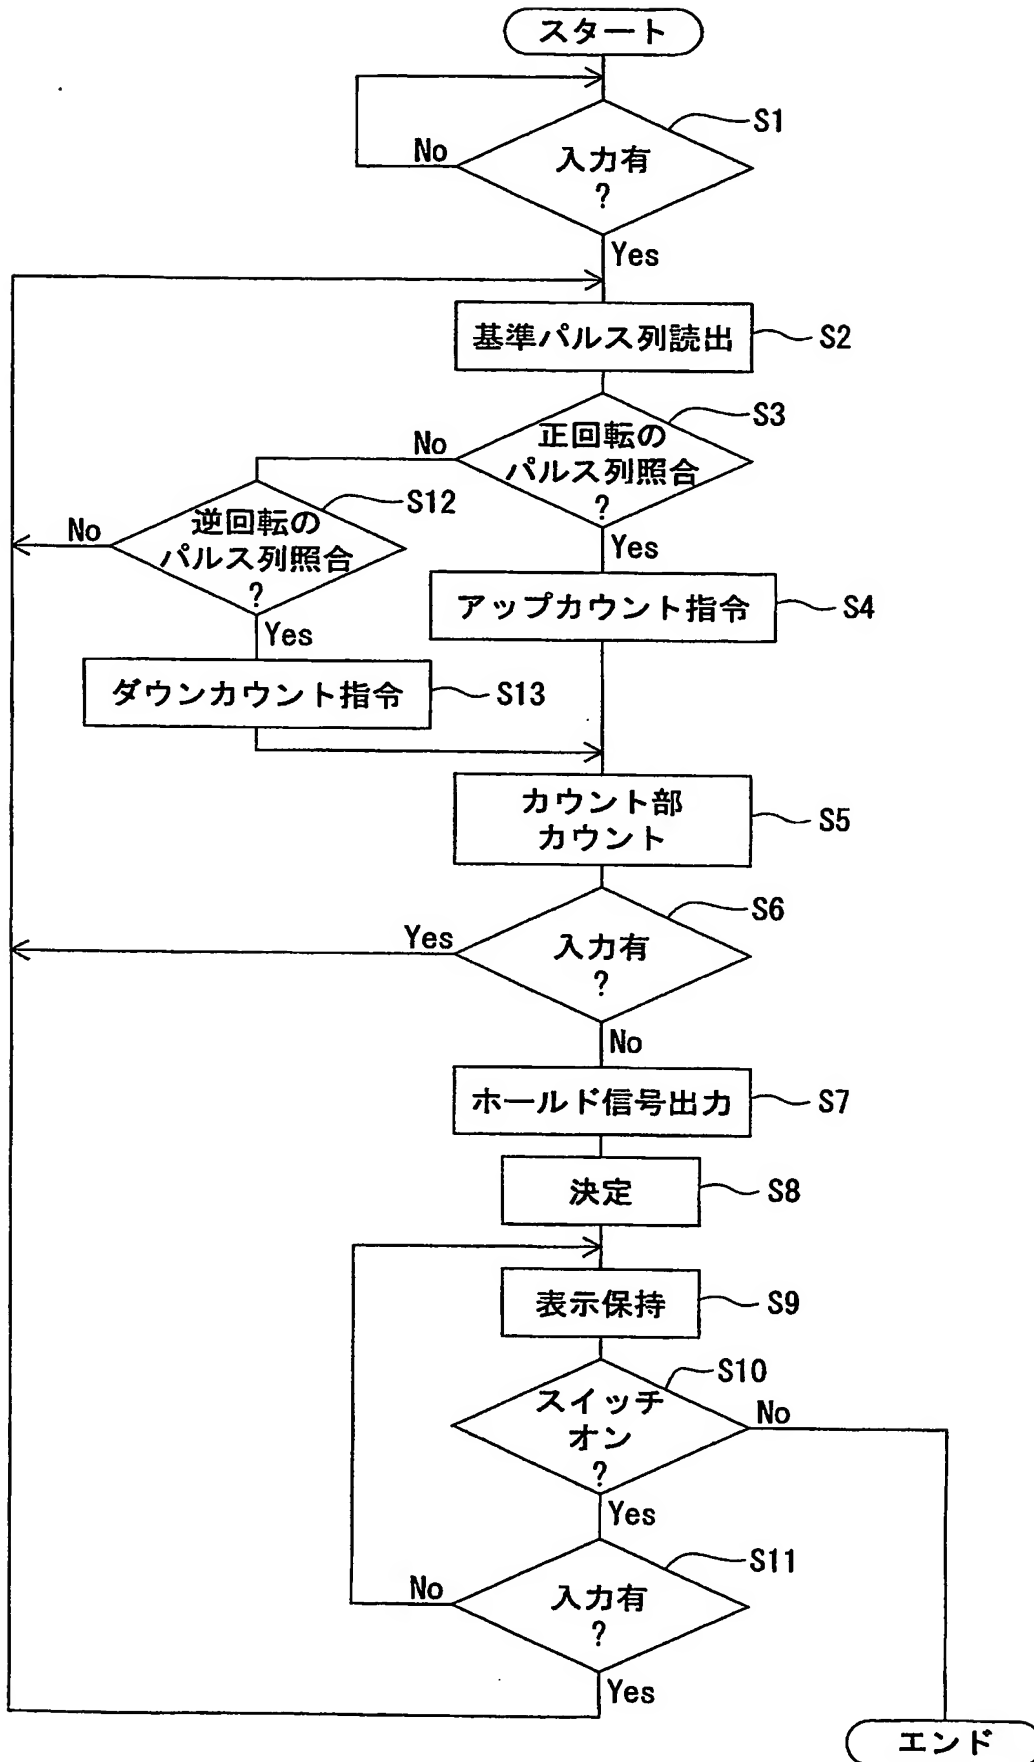 スタート
S1
No
入力有
?
Yes
基準パルス列読出
S2
S3
No
正回転の
パルス列照合
?
S12
No
逆回転の
パルス列照合
?
Yes
Yes
アップカウント指令
S4
ダウンカウント指令
S13
カウント部
カウント
S5
S6
Yes
入力有
?
No
ホールド信号出力
S7
決定
S8
表示保持
S9
S10
スイッチ
オン
?
No
Yes
S11
No
入力有
?
Yes
エンド